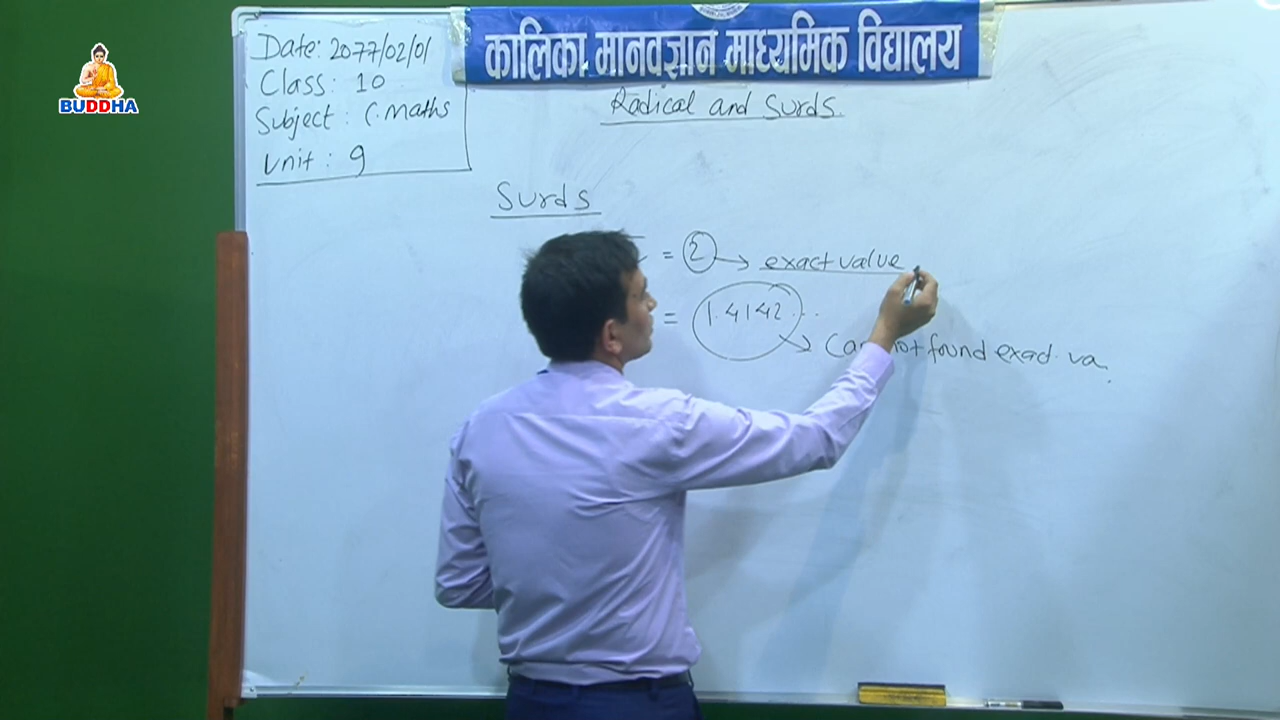 BUDDHA
कालिका मानवज्ञान माध्यमिक विद्यालय
Date: 2077/02/01
Class: 10
Subject: C.maths
Unit: 9
Radical and Surds.
Surds
= 2 → exact value
= 1.4142... → found exact va